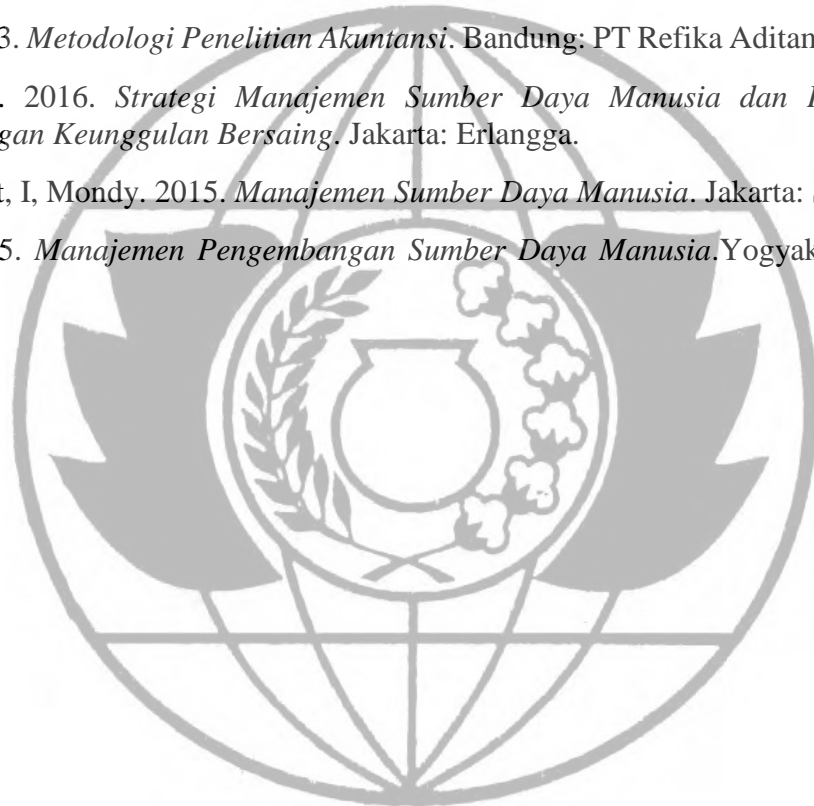 3. Metodologi Penelitian Akuntansi. Bandung: PT Refika Aditan
. 2016. Strategi Manajemen Sumber Daya Manusia dan
gan Keunggulan Bersaing. Jakarta: Erlangga.
t, I, Mondy. 2015. Manajemen Sumber Daya Manusia. Jakarta:
5. Manajemen Pengembangan Sumber Daya Manusia.Yogyak